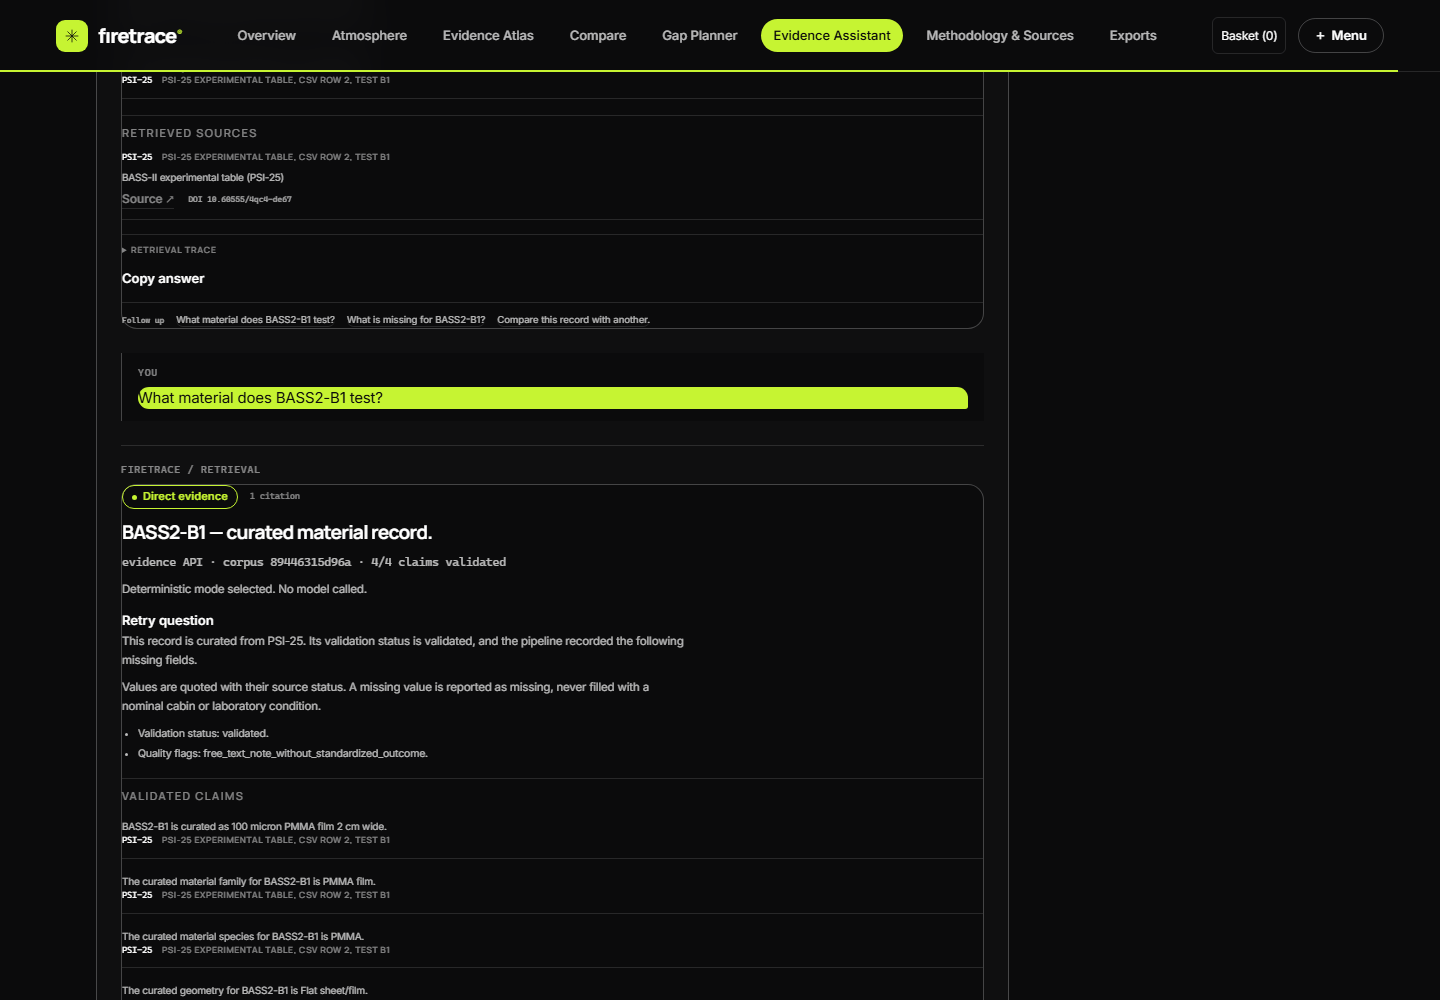 firetrace
Overview
Atmosphere
Evidence Atlas
Compare
Gap Planner
Evidence Assistant
Methodology & Sources
Exports
Basket (0)
+ Menu
PSI-25 PSI-25 EXPERIMENTAL TABLE, CSV ROW 2, TEST B1
RETRIEVED SOURCES
PSI-25 PSI-25 EXPERIMENTAL TABLE, CSV ROW 2, TEST B1
BASS-II experimental table (PSI-25)
Source ↗ DOI 10.60555/4qc4-de67
▸ RETRIEVAL TRACE
Copy answer
Follow up What material does BASS2-B1 test? What is missing for BASS2-B1? Compare this record with another.
YOU
What material does BASS2-B1 test?
FIRETRACE / RETRIEVAL
• Direct evidence 1 citation
BASS2-B1 — curated material record.
evidence API · corpus 89446315d96a · 4/4 claims validated
Deterministic mode selected. No model called.
Retry question
This record is curated from PSI-25. Its validation status is validated, and the pipeline recorded the following
missing fields.
Values are quoted with their source status. A missing value is reported as missing, never filled with a
nominal cabin or laboratory condition.
• Validation status: validated.
• Quality flags: free_text_note_without_standardized_outcome.
VALIDATED CLAIMS
BASS2-B1 is curated as 100 micron PMMA film 2 cm wide.
PSI-25 PSI-25 EXPERIMENTAL TABLE, CSV ROW 2, TEST B1
The curated material family for BASS2-B1 is PMMA film.
PSI-25 PSI-25 EXPERIMENTAL TABLE, CSV ROW 2, TEST B1
The curated material species for BASS2-B1 is PMMA.
PSI-25 PSI-25 EXPERIMENTAL TABLE, CSV ROW 2, TEST B1
The curated geometry for BASS2-B1 is Flat sheet/film.